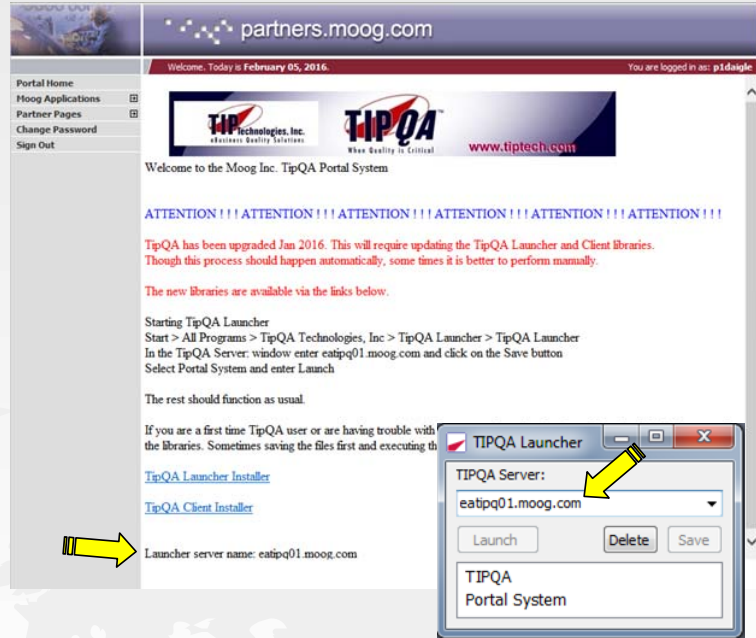 partners.moog.com
Welcome. Today is February 05, 2016.
You are logged in as: p1daigle
Portal Home
Moog Applications
Partner Pages
Change Password
Sign Out
TIP Technologies, Inc.
eBusiness Quality Solutions
TIPQA
When Quality is Critical
www.tiptech.com
Welcome to the Moog Inc. TipQA Portal System
ATTENTION ! ! ! ATTENTION ! ! ! ATTENTION ! ! ! ATTENTION ! ! ! ATTENTION ! ! ! ATTENTION ! ! !
TipQA has been upgraded Jan 2016. This will require updating the TipQA Launcher and Client libraries.
Though this process should happen automatically, some times it is better to perform manually.
The new libraries are available via the links below.
Starting TipQA Launcher
Start > All Programs > TipQA Technologies, Inc > TipQA Launcher > TipQA Launcher
In the TipQA Server: window enter eatipq01.moog.com and click on the Save button
Select Portal System and enter Launch
The rest should function as usual.
If you are a first time TipQA user or are having trouble with
the libraries. Sometimes saving the files first and executing th
TipQA Launcher Installer
TipQA Client Installer
Launcher server name: eatipq01.moog.com
TIPQA Launcher
TIPQA Server:
eatipq01.moog.com
Launch
Delete
Save
TIPQA
Portal System